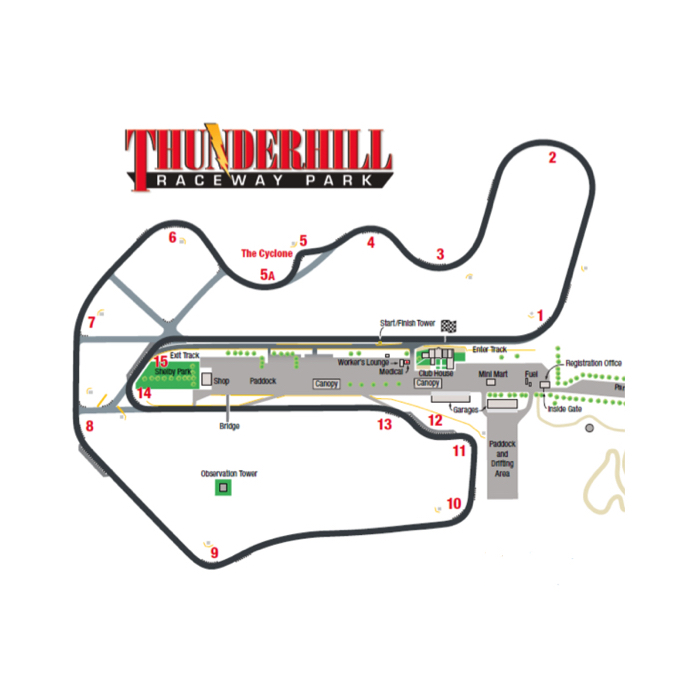 THUNDERHILL
RACEWAY PARK
2
6
5
4
The Cyclone
3
5A
1
7
Start/Finish Tower
Exit Track
15
Enter Track
Worker's Lounge
Registration Office
Shelby Park
Medical
Club House
Mini Mart
Fuel
Shop
Paddock
Canopy
Canopy
14
Garages
Inside Gate
8
Bridge
13
12
11
Paddock
and
Drifting
Area
Observation Tower
10
9